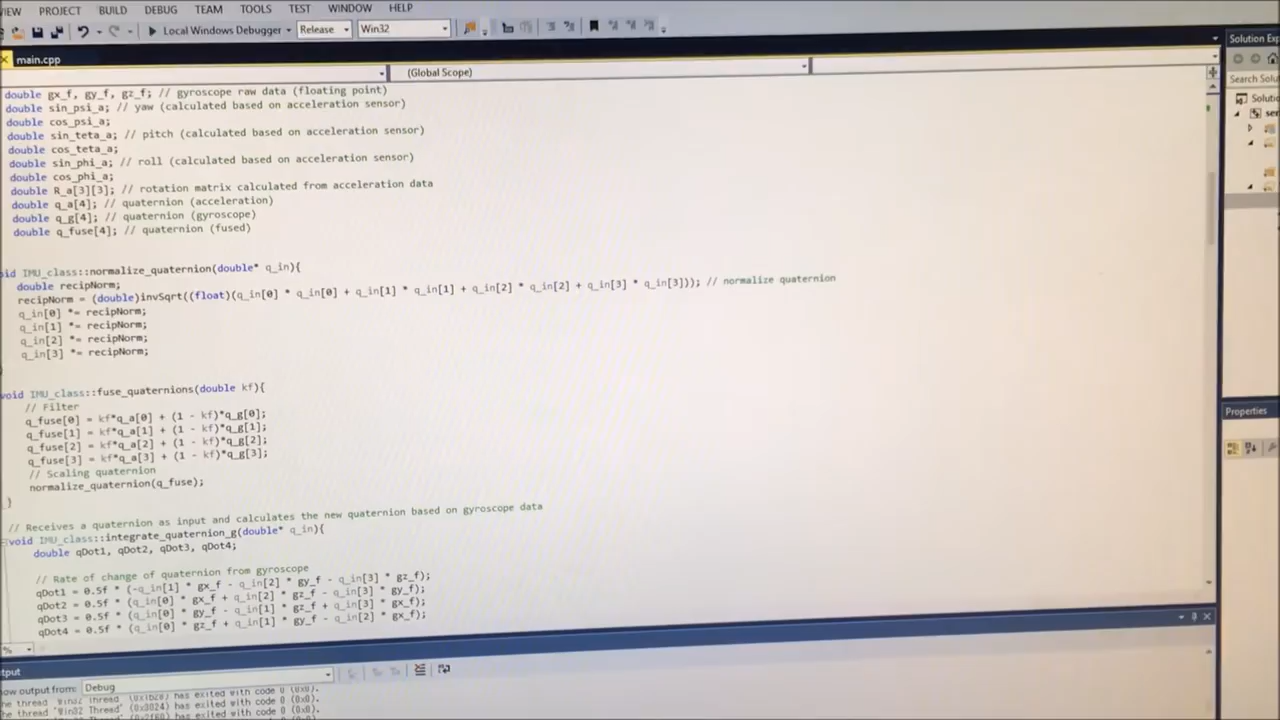 VIEW PROJECT BUILD DEBUG TEAM TOOLS TEST WINDOW HELP
Local Windows Debugger Release Win32
main.cpp
Solution Exp
(Global Scope)
Search Solu
double gx_f, gy_f, gz_f; // gyroscope raw data (floating point)
double sin_psi_a; // yaw (calculated based on acceleration sensor)
double cos_psi_a;
double sin_teta_a; // pitch (calculated based on acceleration sensor)
double cos_teta_a;
double sin_phi_a; // roll (calculated based on acceleration sensor)
double cos_phi_a;
double R_a[3][3]; // rotation matrix calculated from acceleration data
double q_a[4]; // quaternion (acceleration)
double q_g[4]; // quaternion (gyroscope)
double q_fuse[4]; // quaternion (fused)
oid IMU_class::normalize_quaternion(double* q_in){
double recipNorm;
recipNorm = (double)invSqrt((float)(q_in[0] * q_in[0] + q_in[1] * q_in[1] + q_in[2] * q_in[2] + q_in[3] * q_in[3])); // normalize quaternion
q_in[0] *= recipNorm;
q_in[1] *= recipNorm;
q_in[2] *= recipNorm;
q_in[3] *= recipNorm;
void IMU_class::fuse_quaternions(double kf){
// Filter
q_fuse[0] = kf*q_a[0] + (1 - kf)*q_g[0];
q_fuse[1] = kf*q_a[1] + (1 - kf)*q_g[1];
q_fuse[2] = kf*q_a[2] + (1 - kf)*q_g[2];
q_fuse[3] = kf*q_a[3] + (1 - kf)*q_g[3];
// Scaling quaternion
normalize_quaternion(q_fuse);
}
// Receives a quaternion as input and calculates the new quaternion based on gyroscope data
void IMU_class::integrate_quaternion_g(double* q_in){
double qDot1, qDot2, qDot3, qDot4;
// Rate of change of quaternion from gyroscope
qDot1 = 0.5f * (-q_in[1] * gx_f - q_in[2] * gy_f - q_in[3] * gz_f);
qDot2 = 0.5f * (q_in[0] * gx_f + q_in[2] * gz_f - q_in[3] * gy_f);
qDot3 = 0.5f * (q_in[0] * gy_f - q_in[1] * gz_f + q_in[3] * gx_f);
qDot4 = 0.5f * (q_in[0] * gz_f + q_in[1] * gy_f - q_in[2] * gx_f);
Properties
%
tput
ow output from: Debug
he thread 'Win32 Thread' has exited with code 0 (0x0).
he thread 'Win32 Thread' (0x3024) has exited with code 0 (0x0).
has exited with code 0 (0x0).